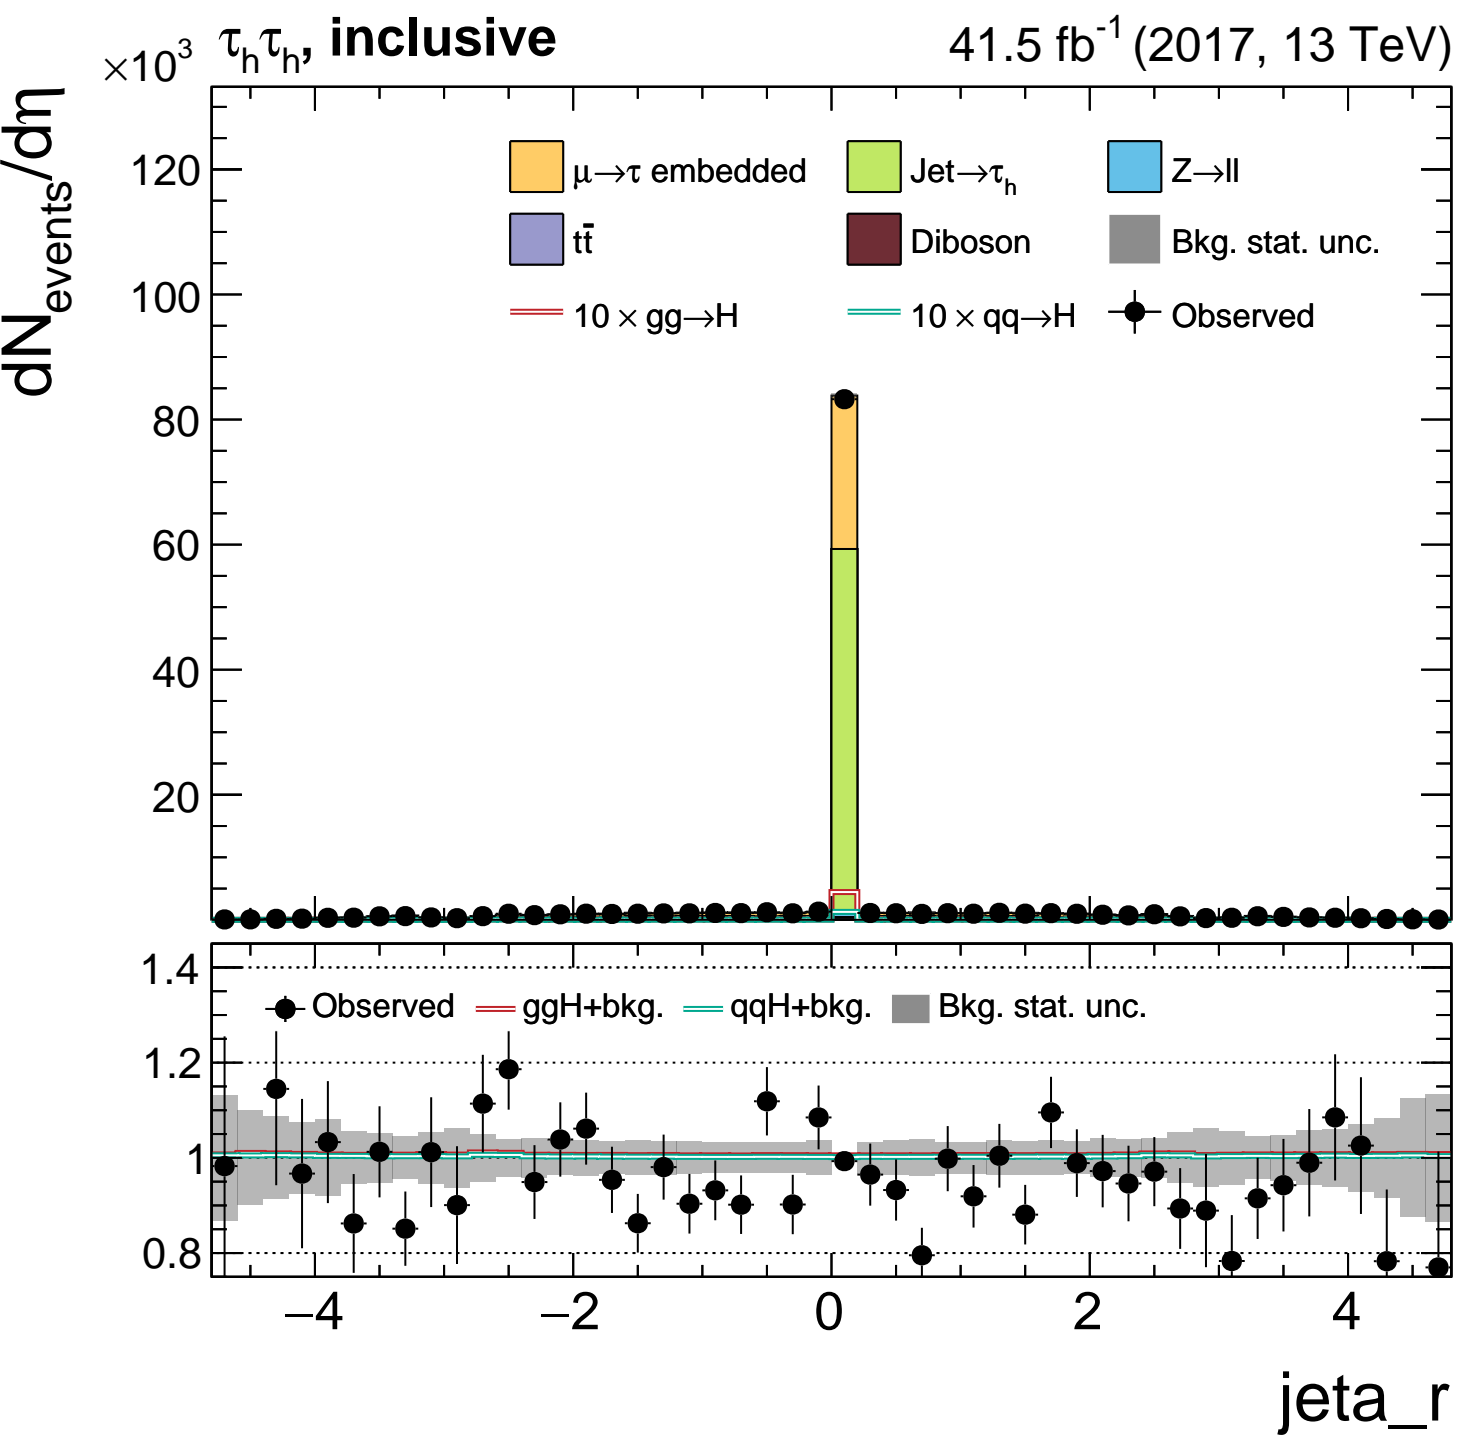 ×10³ τhτh, inclusive 41.5 fb⁻¹ (2017, 13 TeV)
dNevents/dη
120
100
80
60
40
20
μ→τ embedded Jet→τh Z→ll
tt̄ Diboson Bkg. stat. unc.
10 × gg→H 10 × qq→H Observed
1.4
1.2
1
0.8
Observed ggH+bkg. qqH+bkg. Bkg. stat. unc.
−4 −2 0 2 4
jeta_r